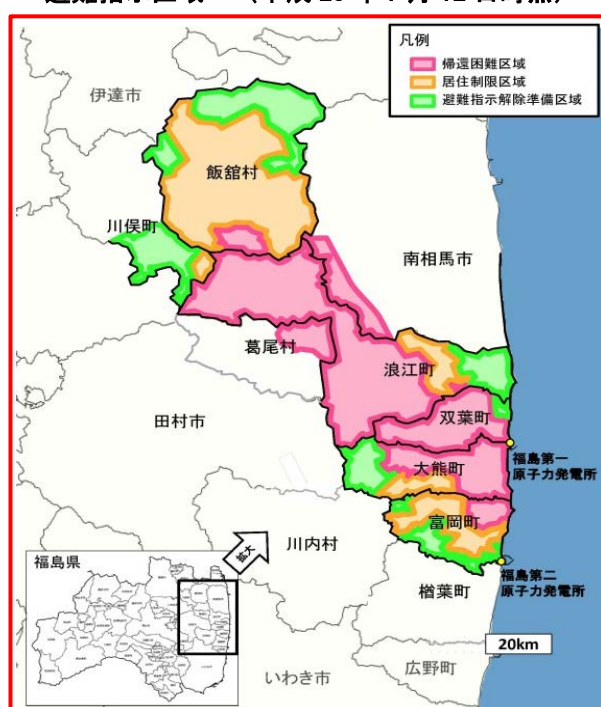 凡例
帰還困難区域
居住制限区域
避難指示解除準備区域
伊達市
飯舘村
川俣町
南相馬市
葛尾村
浪江町
田村市
双葉町
大熊町
福島第一
原子力発電所
富岡町
川内村
拡大
福島県
福島第二
原子力発電所
楢葉町
20km
広野町
いわき市